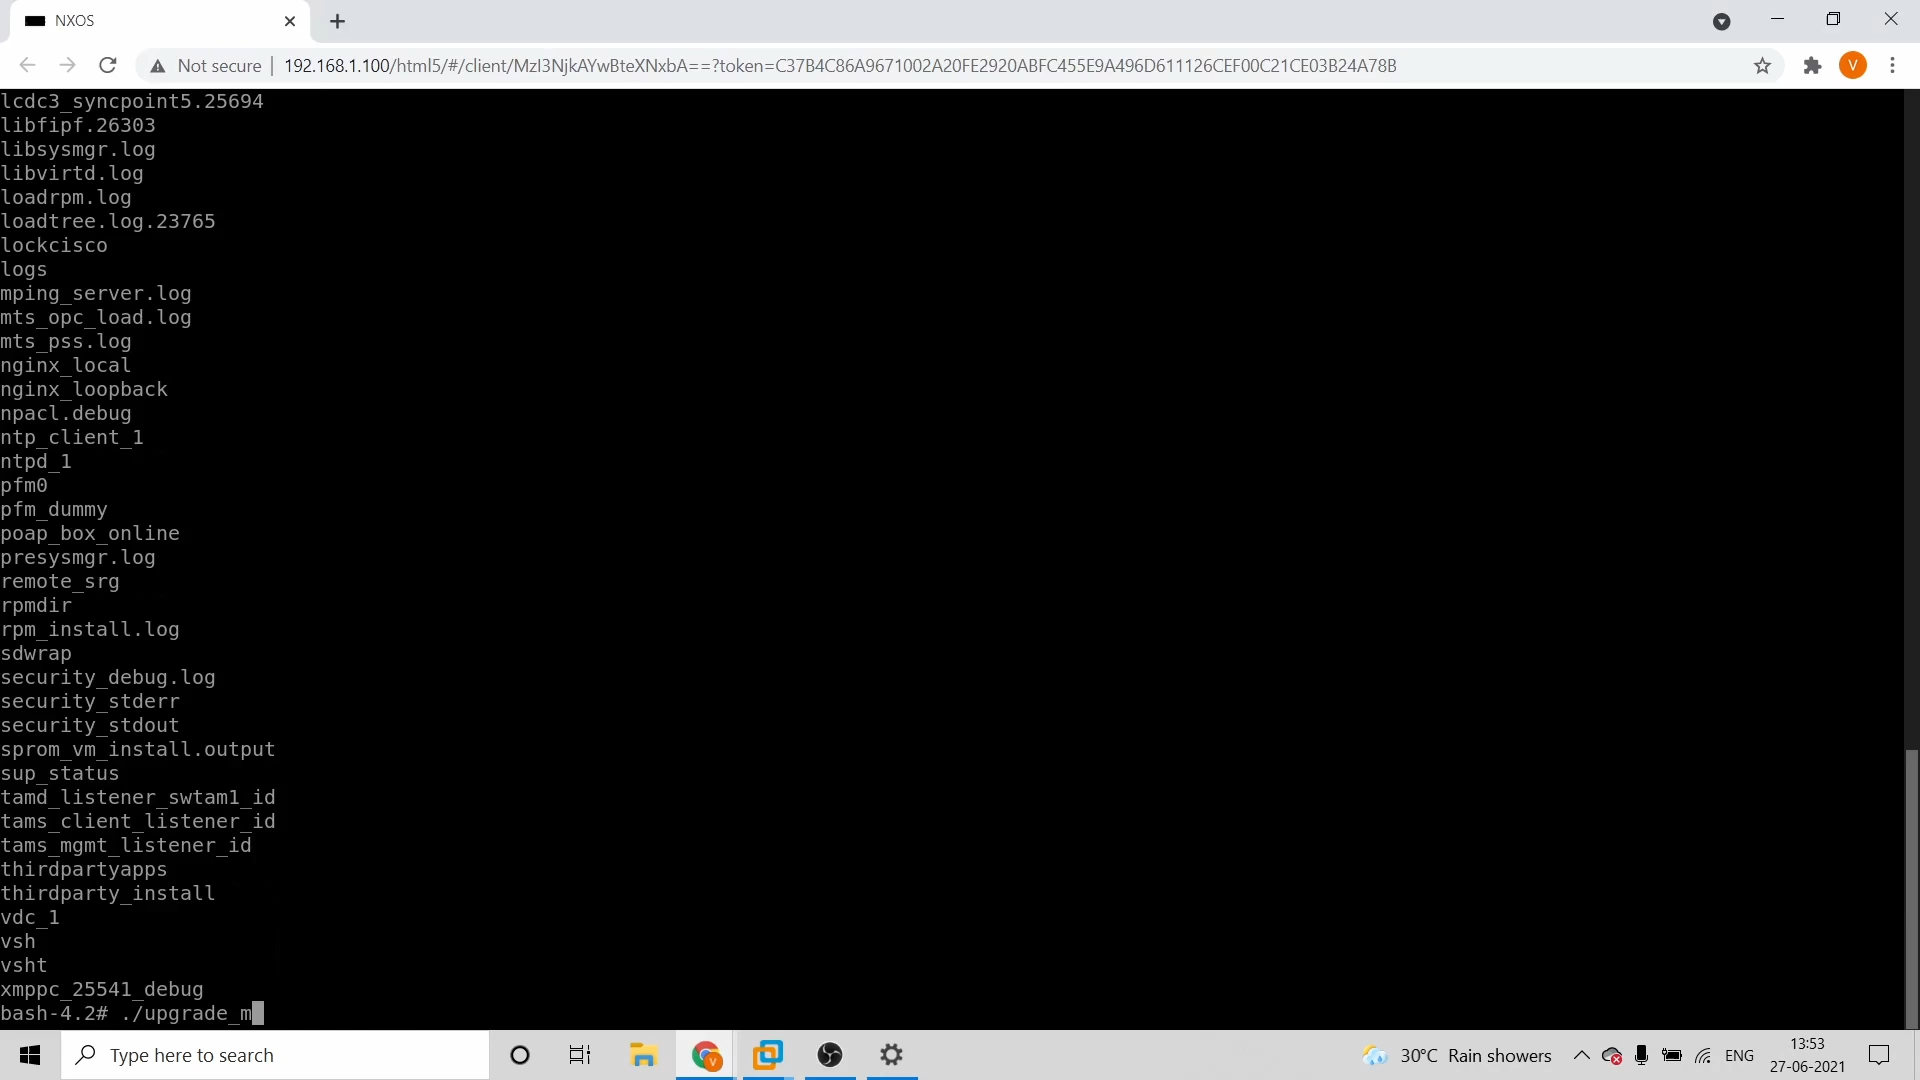 NXOS
Not secure
192.168.1.100/html5/#/client/MzI3NjkAYwBteXNxbA==?token=C37B4C86A9671002A20FE2920ABFC455E9A496D611126CEF00C21CE03B24A78B
V
lcdc3_syncpoint5.25694
libfipf.26303
libsysmgr.log
libvirtd.log
loadrpm.log
loadtree.log.23765
lockcisco
logs
mping_server.log
mts_opc_load.log
mts_pss.log
nginx_local
nginx_loopback
npacl.debug
ntp_client_1
ntpd_1
pfm0
pfm_dummy
poap_box_online
presysmgr.log
remote_srg
rpmdir
rpm_install.log
sdwrap
security_debug.log
security_stderr
security_stdout
sprom_vm_install.output
sup_status
tamd_listener_swtam1_id
tams_client_listener_id
tams_mgmt_listener_id
thirdpartyapps
thirdparty_install
vdc_1
vsh
vsht
xmppc_25541_debug
bash-4.2# ./upgrade_m
Type here to search
V
30°C Rain showers
ENG
13:53
27-06-2021